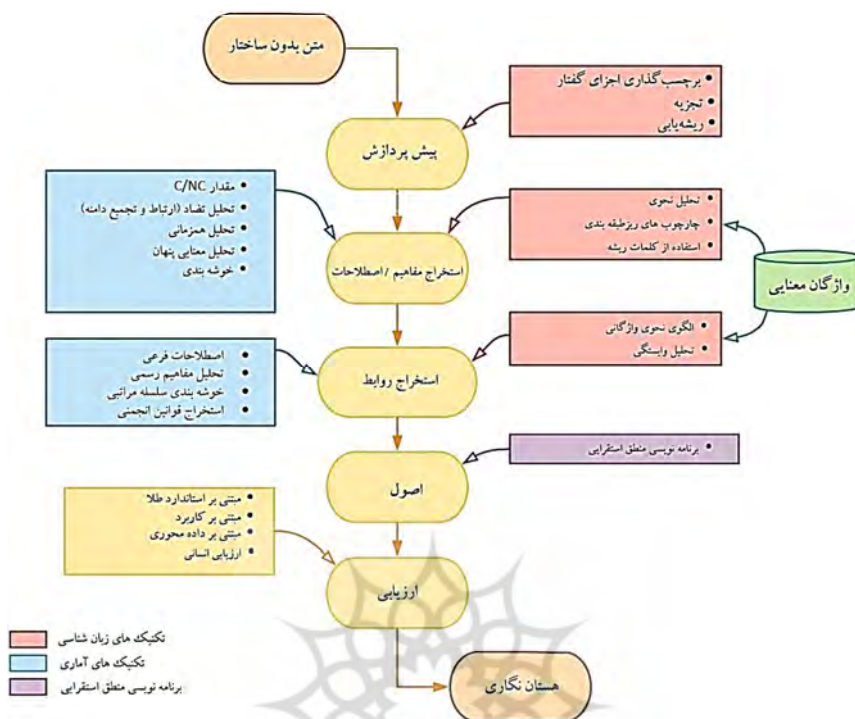 متن بدون ساختار
• برچسب‌گذاری اجزای گفتار
• تجزیه
• ریشه‌یابی
پیش پردازش
• مقدار C/NC
• تحلیل تضاد (ارتباط و تجمیع دامنه)
• تحلیل همزمانی
• تحلیل معنایی پنهان
• خوشه بندی
• تحلیل نحوی
• چارچوب های ریزطبقه بندی
• استفاده از کلمات ریشه
استخراج مفاهیم / اصطلاحات
واژگان معنایی
• الگوی نحوی واژگانی
• تحلیل وابستگی
• اصطلاحات فرعی
• تحلیل مفاهیم رسمی
• خوشه بندی سلسله مراتبی
• استخراج قوانین انجمنی
استخراج روابط
• برنامه نویسی منطق استقرایی
اصول
• مبتنی بر استاندارد طلا
• مبتنی بر کاربرد
• مبتنی بر داده محوری
• ارزیابی انسانی
ارزیابی
تکنیک های زبان شناسی
تکنیک های آماری
برنامه نویسی منطق استقرایی
هستان نگاری